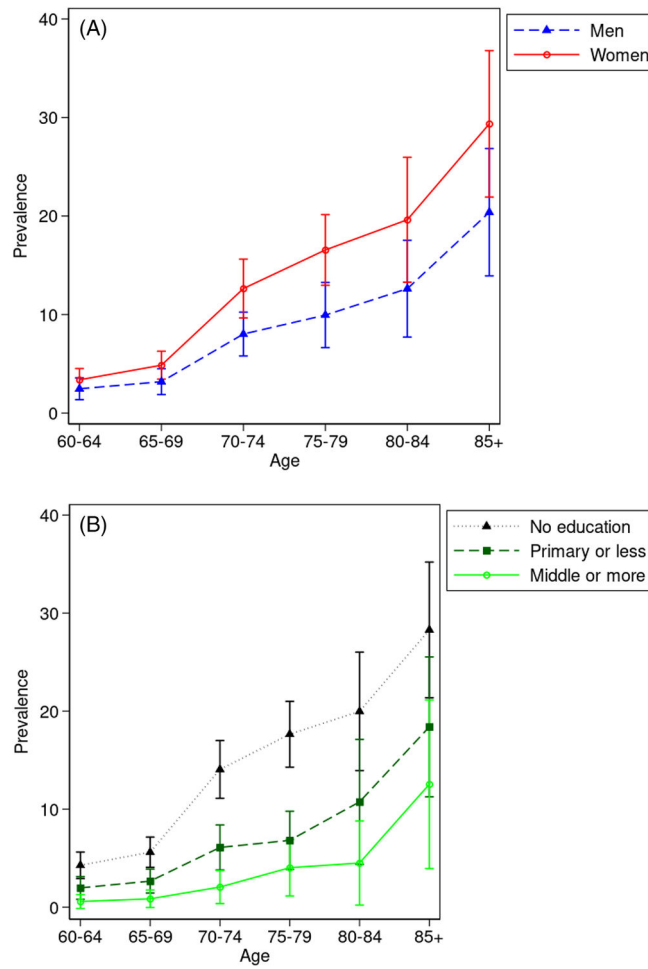 (A)
Men
Women
Prevalence
40
30
20
10
0
60-64 65-69 70-74 75-79 80-84 85+
Age
(B)
No education
Primary or less
Middle or more
Prevalence
40
30
20
10
0
60-64 65-69 70-74 75-79 80-84 85+
Age